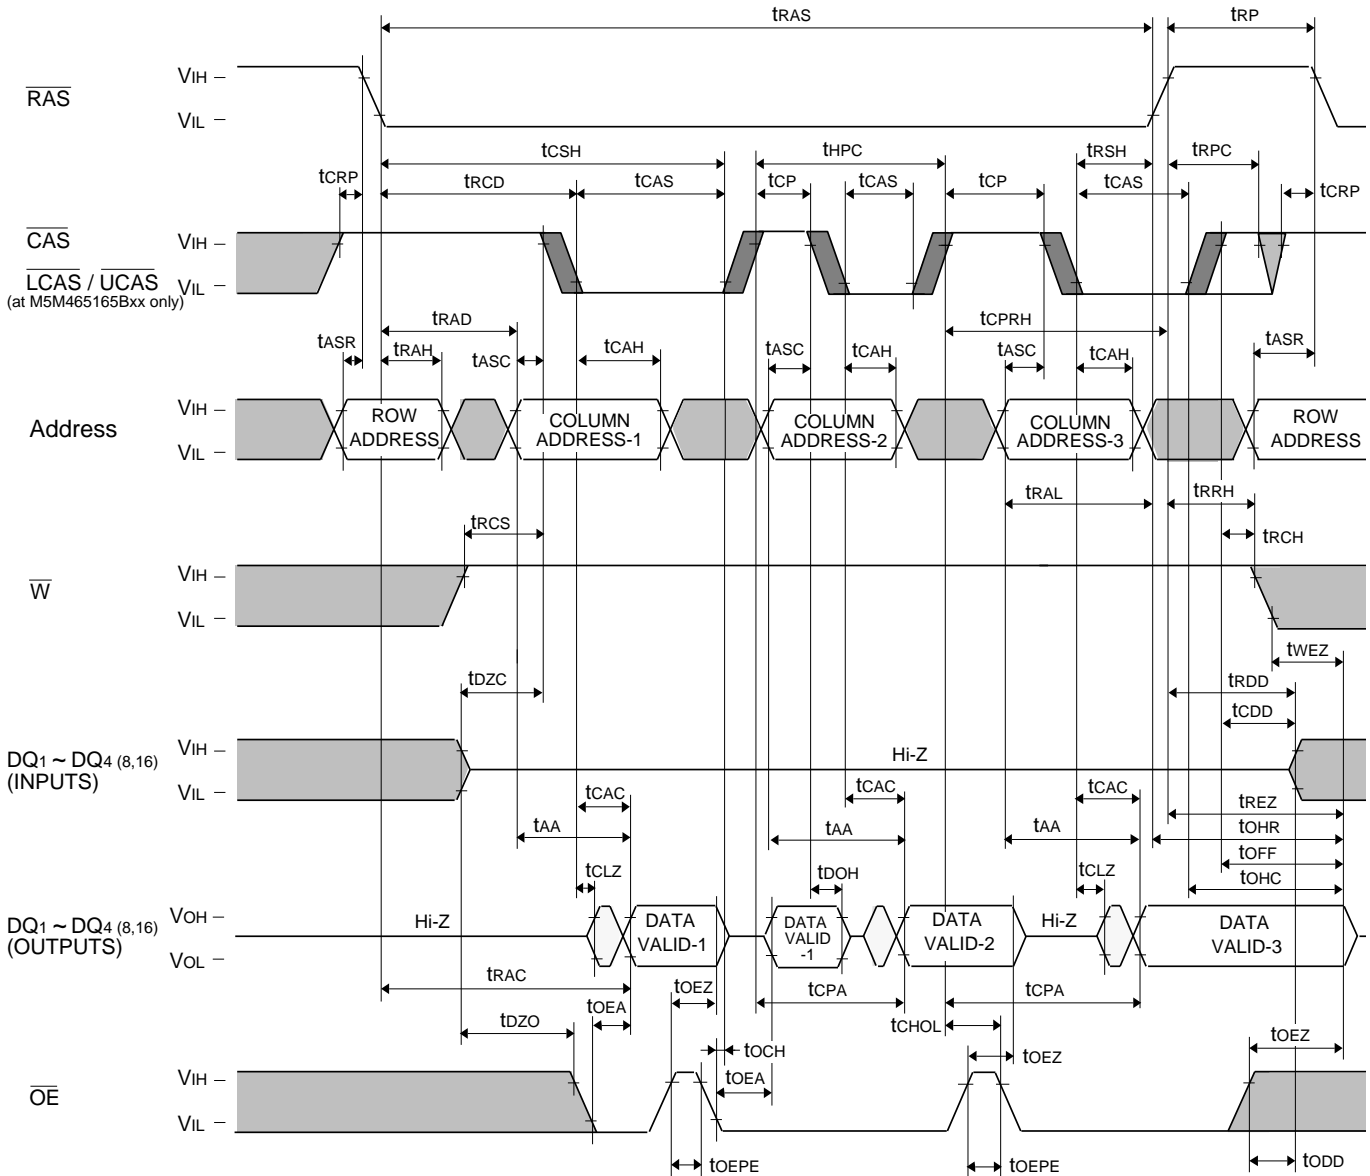 tRAS tRP
VIH
RAS
VIL
tCSH tHPC tRSH tRPC
tCRP tRCD tCAS tCP tCAS tCP tCAS tCRP
CAS VIH
LCAS / UCAS VIL
(at M5M465165Bxx only)
tRAD tCPRH
tASR tRAH tASC tCAH tASC tCAH tASC tCAH tASR
VIH ROW COLUMN COLUMN COLUMN ROW
Address ADDRESS ADDRESS-1 ADDRESS-2 ADDRESS-3 ADDRESS
VIL
tRAL tRRH
tRCS tRCH
VIH
W
VIL
tWEZ
tDZC tRDD
tCDD
DQ1 ~ DQ4 (8,16) VIH Hi-Z
(INPUTS) VIL
tCAC tCAC tCAC tREZ
tAA tAA tAA tOHR
tOFF
tCLZ tDOH tCLZ tOHC
DQ1 ~ DQ4 (8,16) VOH Hi-Z DATA DATA DATA Hi-Z DATA
(OUTPUTS) VALID-1 VALID VALID-2 VALID-3
VOL -1
tRAC tOEZ tCPA tCPA
tDZO tOEA tCHOL
tOCH tOEZ tOEZ
tOEA
VIH
OE
VIL
tOEPE tOEPE tODD